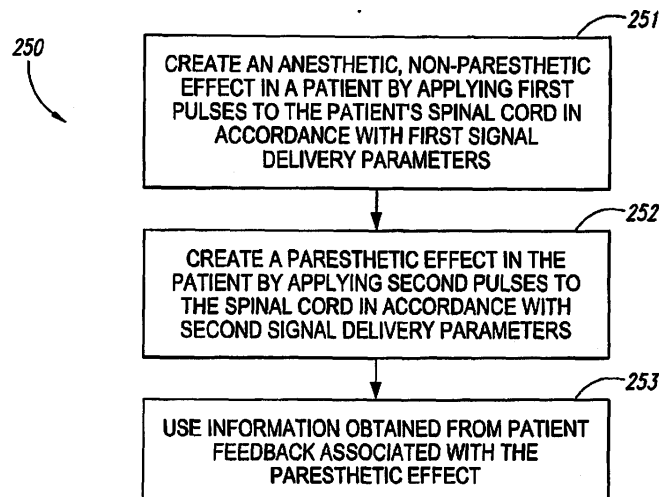 250
251
CREATE AN ANESTHETIC, NON-PARESTHETIC
EFFECT IN A PATIENT BY APPLYING FIRST
PULSES TO THE PATIENT'S SPINAL CORD IN
ACCORDANCE WITH FIRST SIGNAL
DELIVERY PARAMETERS
252
CREATE A PARESTHETIC EFFECT IN THE
PATIENT BY APPLYING SECOND PULSES TO
THE SPINAL CORD IN ACCORDANCE WITH
SECOND SIGNAL DELIVERY PARAMETERS
253
USE INFORMATION OBTAINED FROM PATIENT
FEEDBACK ASSOCIATED WITH THE
PARESTHETIC EFFECT